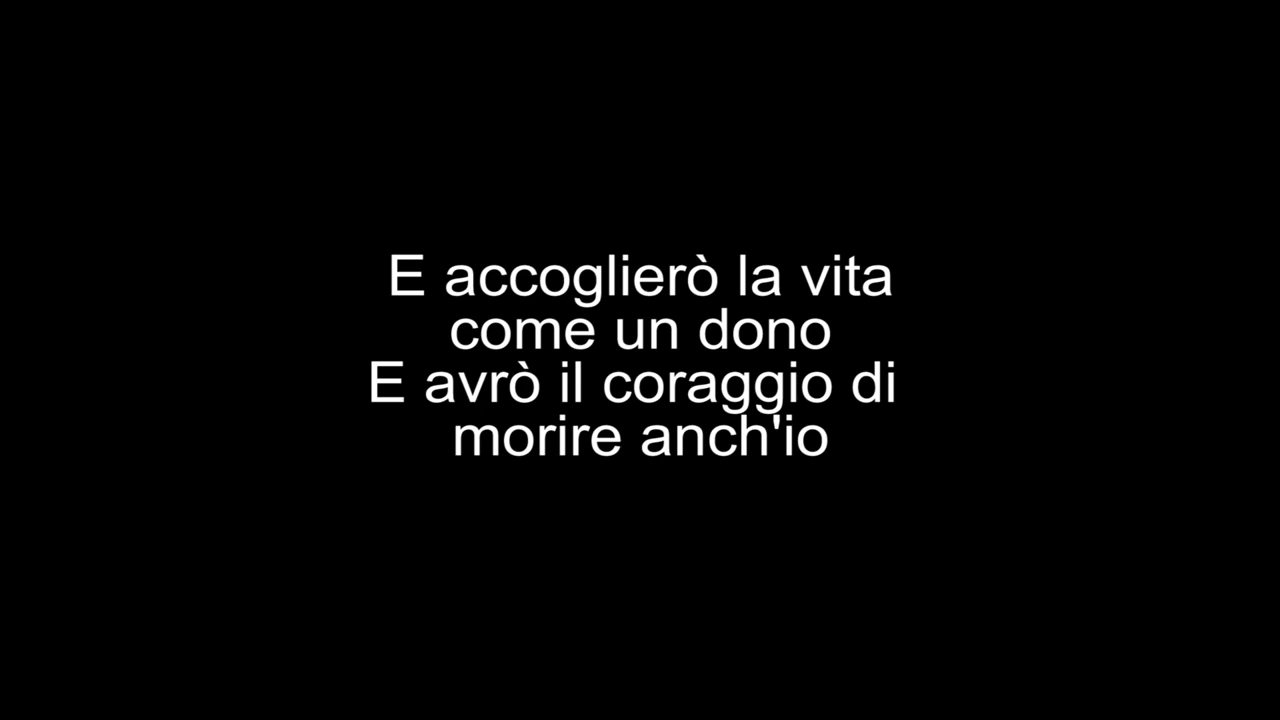 E accoglierò la vita
come un dono
E avrò il coraggio di
morire anch'io